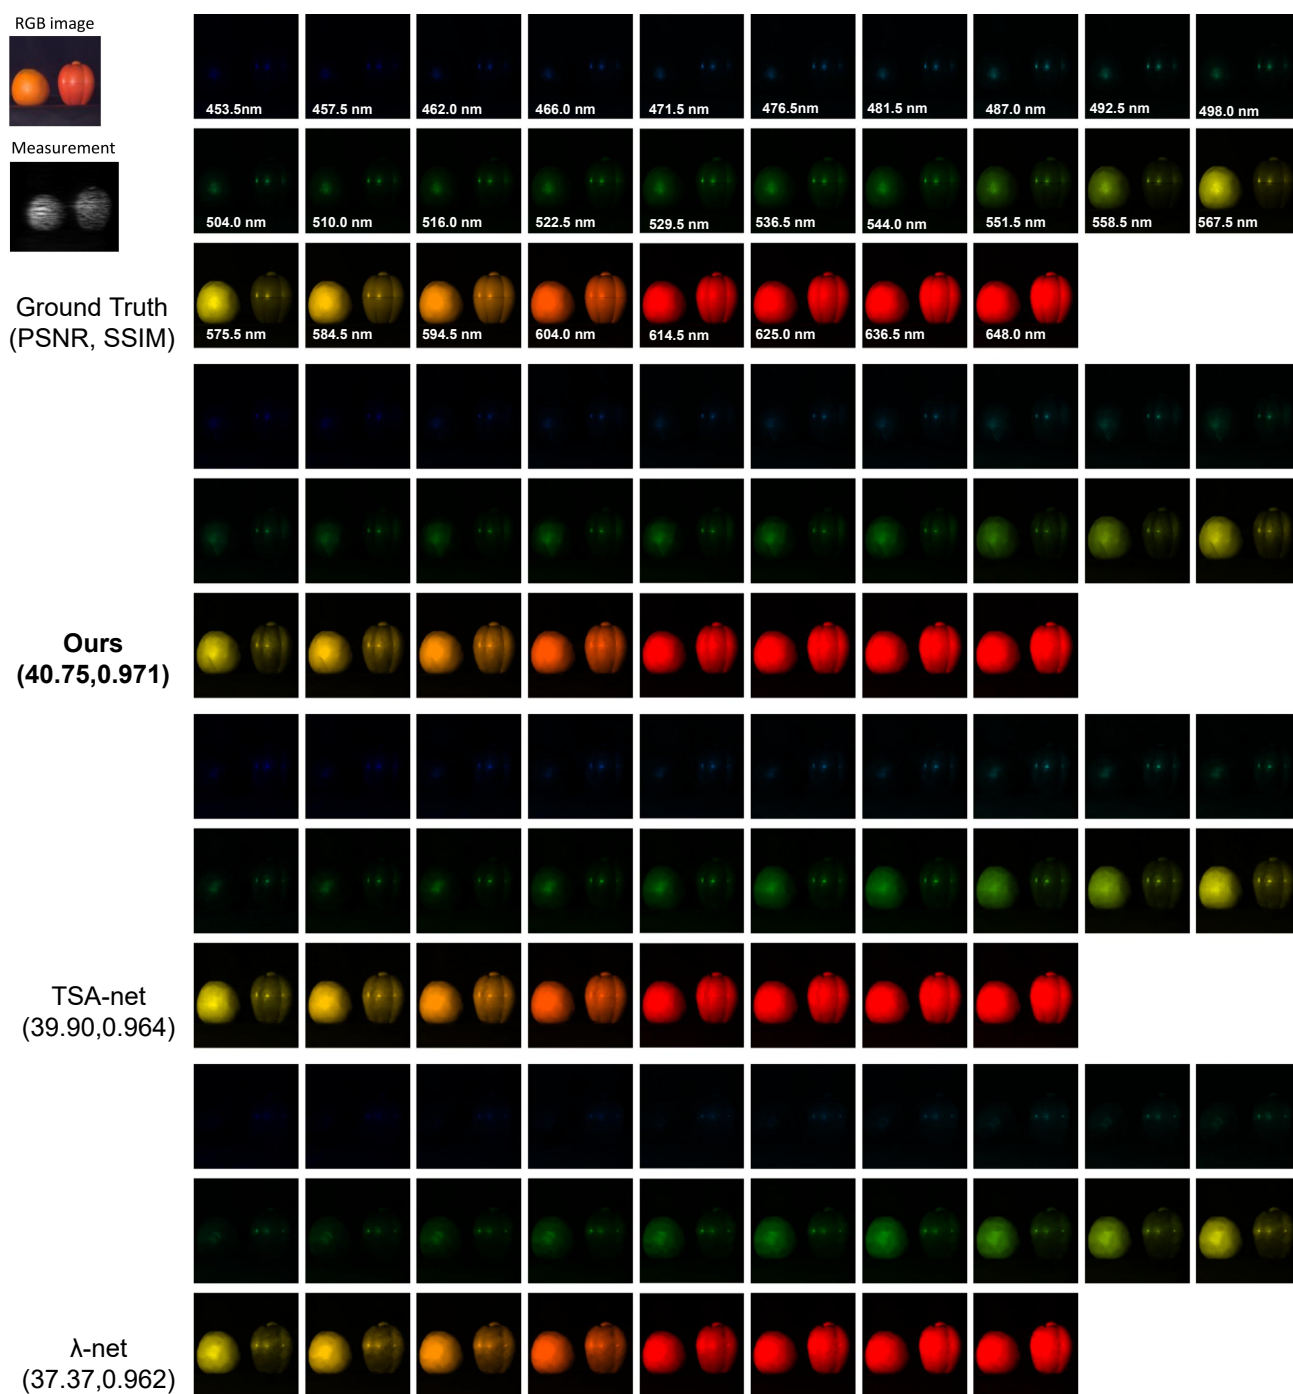 RGB image
453.5nm
457.5 nm
462.0 nm
466.0 nm
471.5 nm
476.5nm
481.5 nm
487.0 nm
492.5 nm
498.0 nm
Measurement
504.0 nm
510.0 nm
516.0 nm
522.5 nm
529.5 nm
536.5 nm
544.0 nm
551.5 nm
558.5 nm
567.5 nm
Ground Truth
(PSNR, SSIM)
575.5 nm
584.5 nm
594.5 nm
604.0 nm
614.5 nm
625.0 nm
636.5 nm
648.0 nm
Ours
(40.75,0.971)
TSA-net
(39.90,0.964)
λ-net
(37.37,0.962)